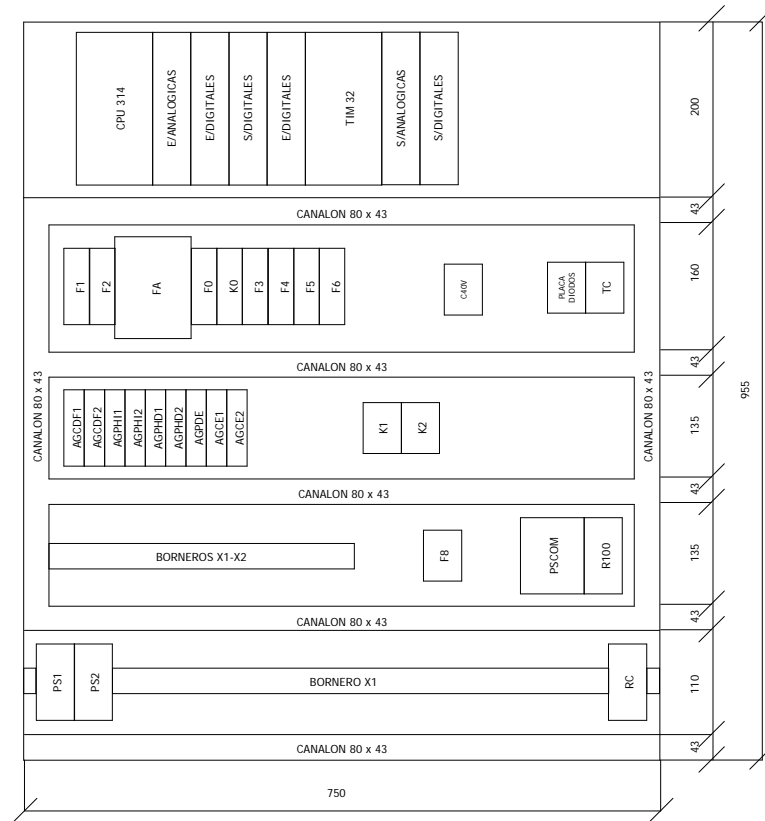 CPU 314
E/ANALOGICAS
E/DIGITALES
S/DIGITALES
E/DIGITALES
TIM 32
S/ANALOGICAS
S/DIGITALES
200
CANALON 80 x 43
43
F1
F2
FA
F0
K0
F3
F4
F5
F6
C40V
PLACA
DIODOS
TC
160
CANALON 80 x 43
43
CANALON 80 x 43
AGCDF1
AGCDF2
AGPHI1
AGPHI2
AGPHD1
AGPHD2
AGPDE
AGCE1
AGCE2
K1
K2
CANALON 80 x 43
135
955
CANALON 80 x 43
43
BORNEROS X1-X2
F8
PSCOM
R100
135
CANALON 80 x 43
43
PS1
PS2
BORNERO X1
RC
110
CANALON 80 x 43
43
750